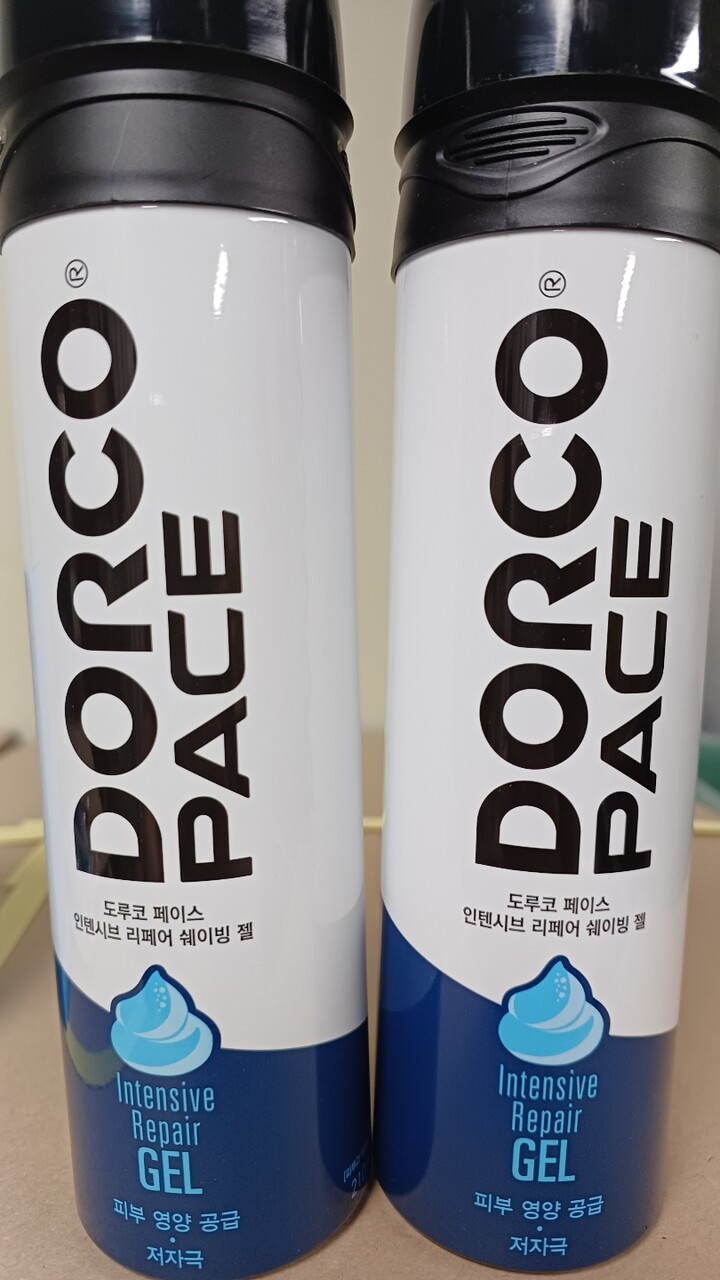 DORCO®
PACE
도루코 페이스
인텐시브 리페어 쉐이빙 젤
Intensive
Repair
GEL
피부 영양 공급
•
저자극
DORCO®
PACE
도루코 페이스
인텐시브 리페어 쉐이빙 젤
Intensive
Repair
GEL
피부 영양 공급
•
저자극